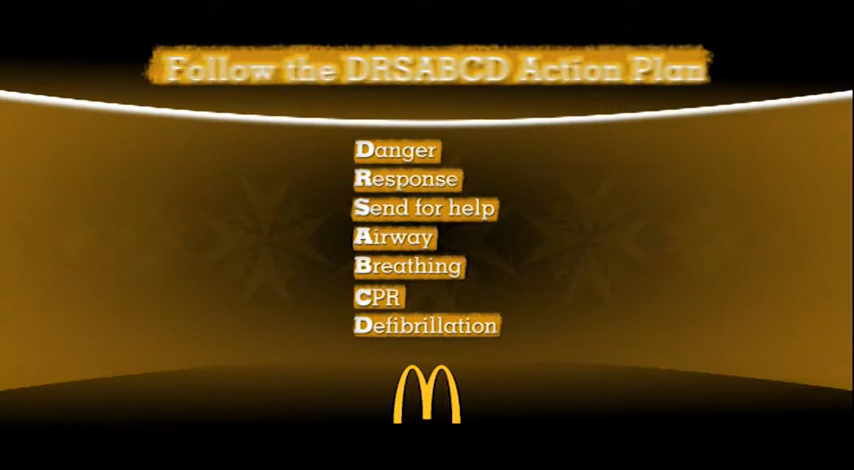 Follow the DRSABCD Action Plan
Danger
Response
Send for help
Airway
Breathing
CPR
Defibrillation